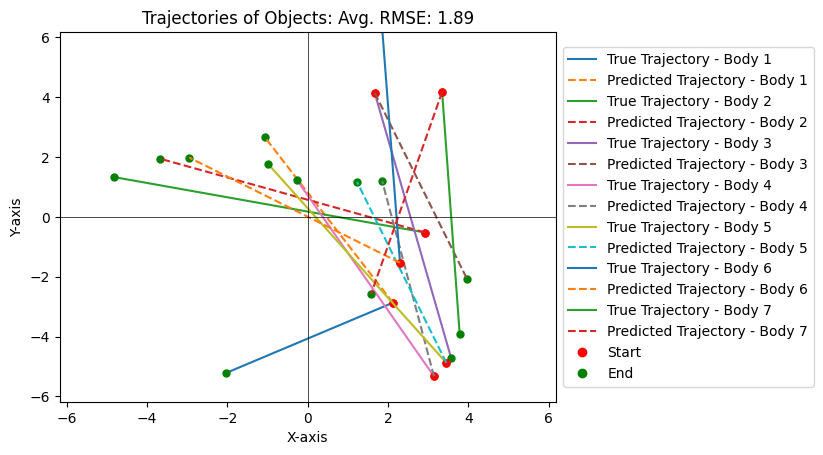 Trajectories of Objects: Avg. RMSE: 1.89
Y-axis
6
4
2
0
−2
−4
−6
−6
−4
−2
0
2
4
6
X-axis
True Trajectory - Body 1
Predicted Trajectory - Body 1
True Trajectory - Body 2
Predicted Trajectory - Body 2
True Trajectory - Body 3
Predicted Trajectory - Body 3
True Trajectory - Body 4
Predicted Trajectory - Body 4
True Trajectory - Body 5
Predicted Trajectory - Body 5
True Trajectory - Body 6
Predicted Trajectory - Body 6
True Trajectory - Body 7
Predicted Trajectory - Body 7
Start
End